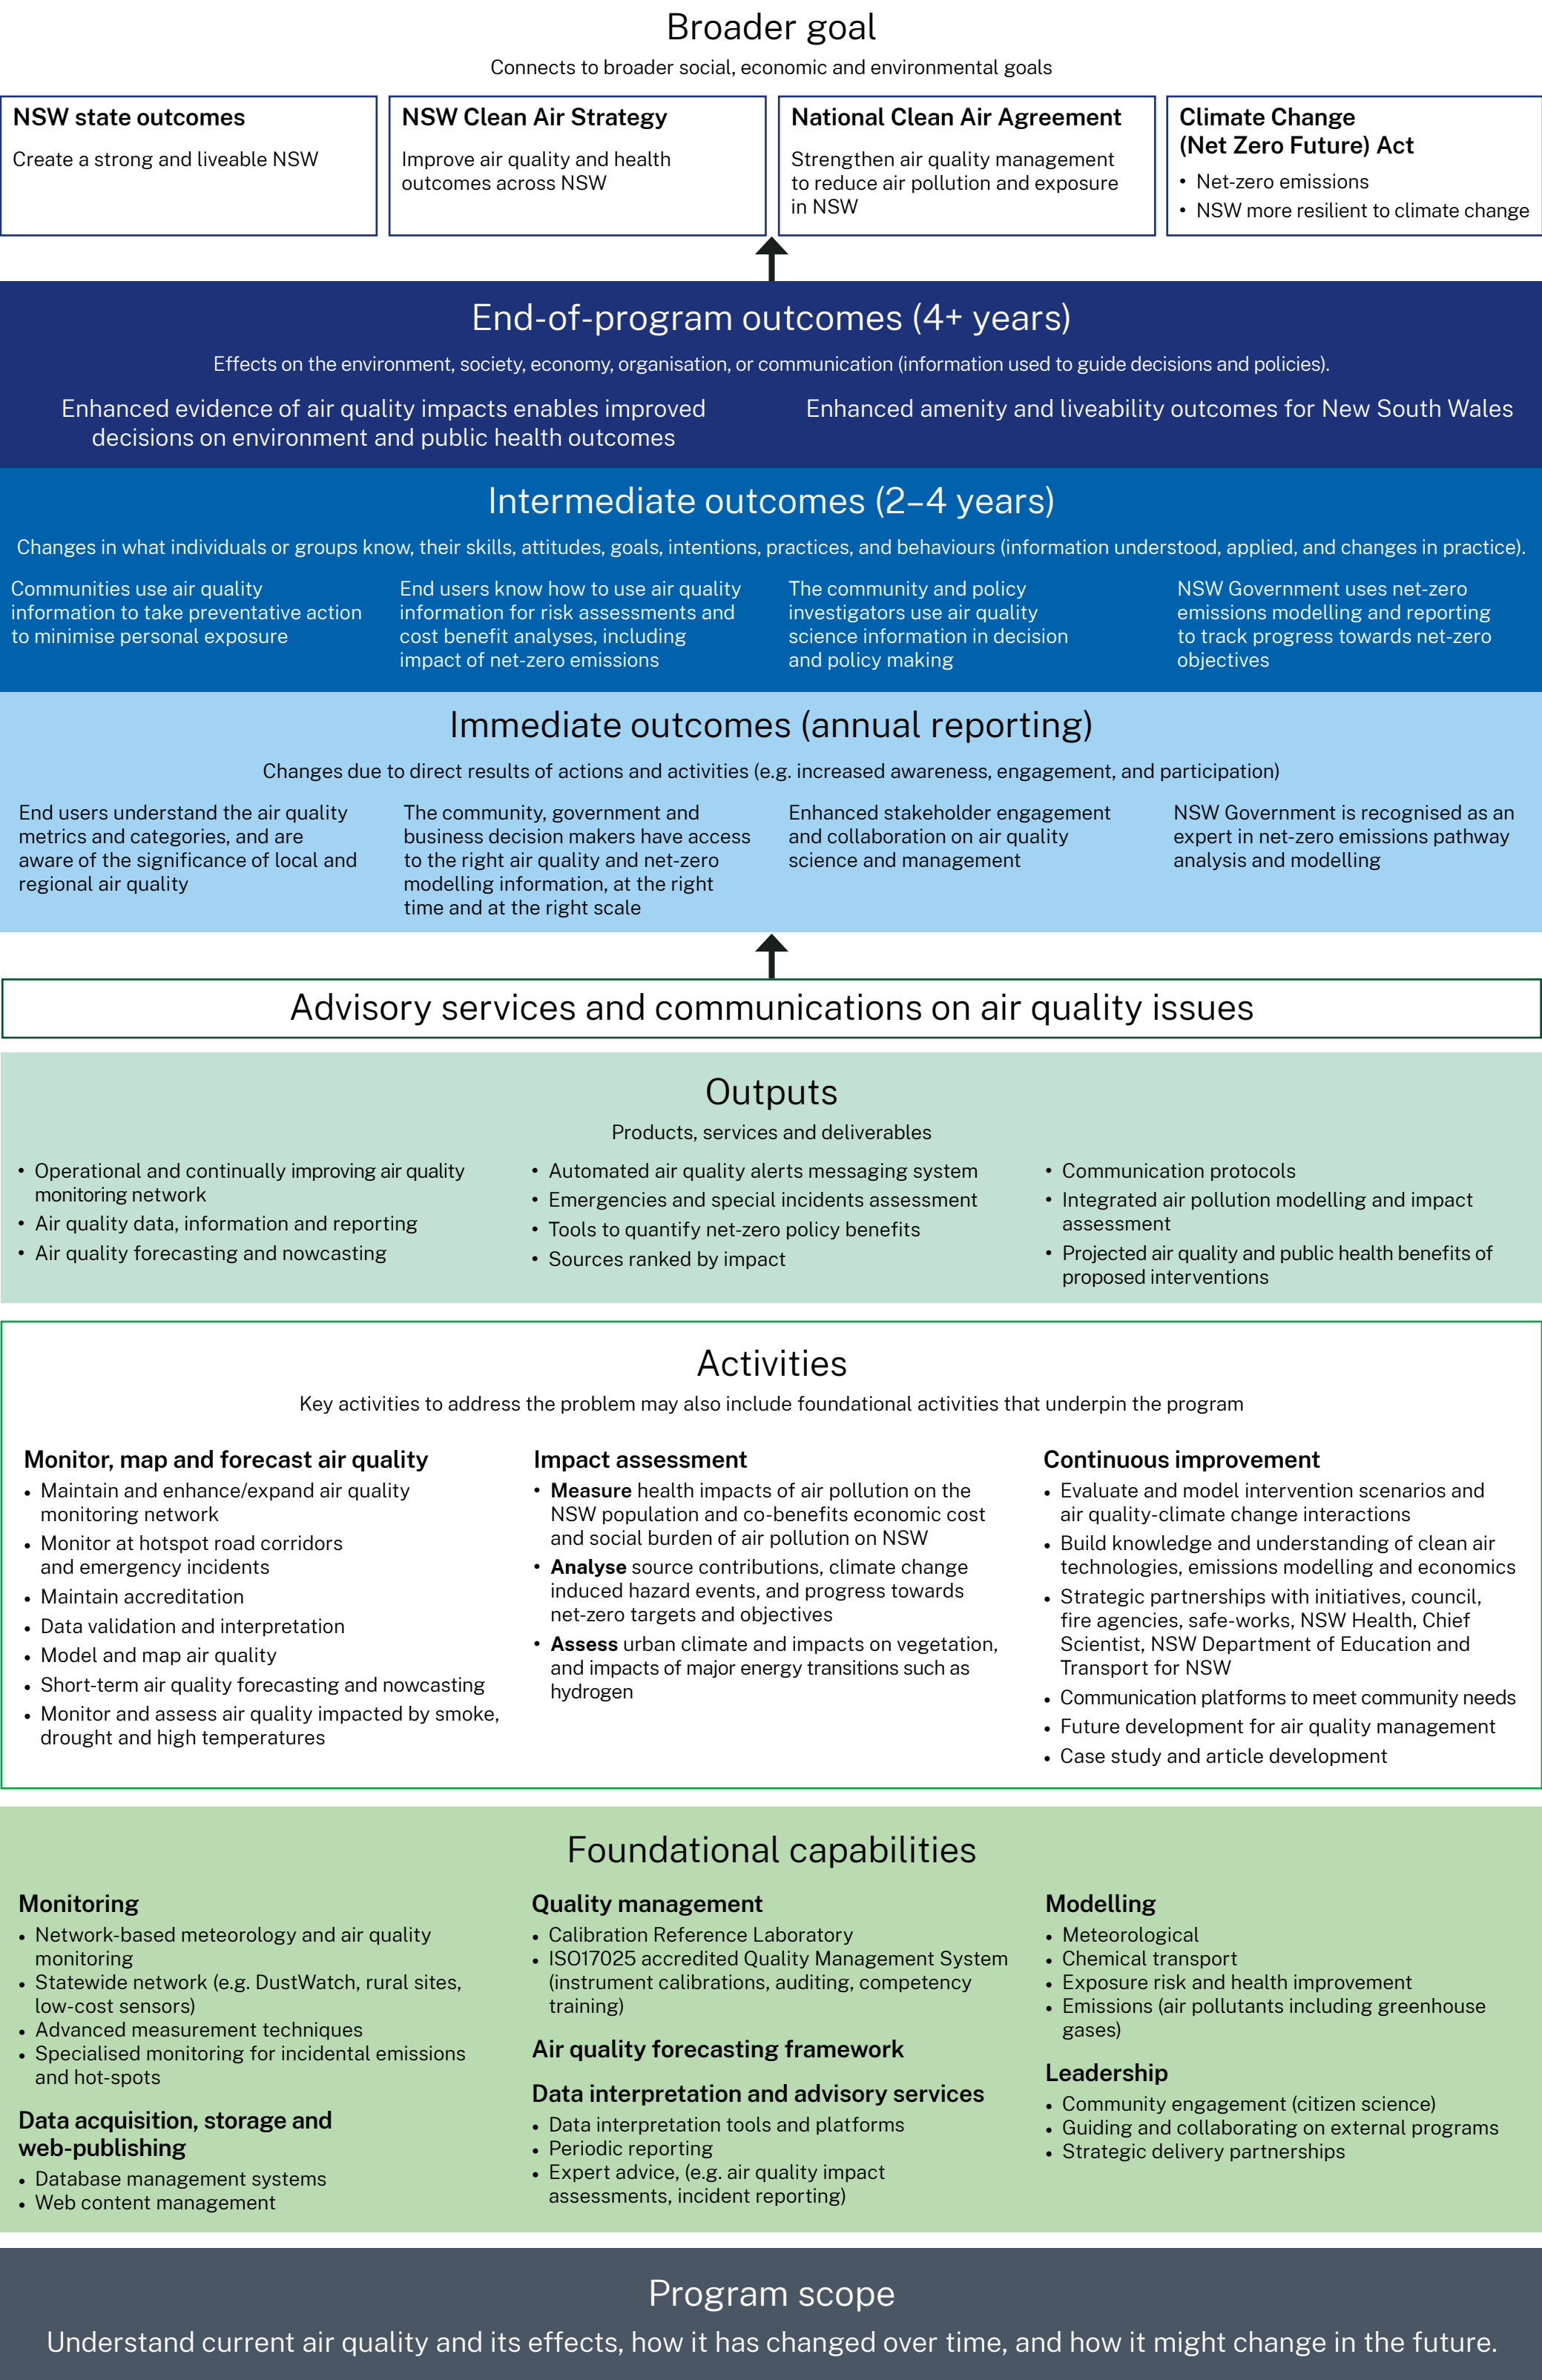 Broader goal
Connects to broader social, economic and environmental goals
NSW state outcomes
Create a strong and liveable NSW
NSW Clean Air Strategy
Improve air quality and health
outcomes across NSW
National Clean Air Agreement
Strengthen air quality management
to reduce air pollution and exposure
in NSW
Climate Change
(Net Zero Future) Act
• Net-zero emissions
• NSW more resilient to climate change
End-of-program outcomes (4+ years)
Effects on the environment, society, economy, organisation, or communication (information used to guide decisions and policies).
Enhanced evidence of air quality impacts enables improved
decisions on environment and public health outcomes
Enhanced amenity and liveability outcomes for New South Wales
Intermediate outcomes (2–4 years)
Changes in what individuals or groups know, their skills, attitudes, goals, intentions, practices, and behaviours (information understood, applied, and changes in practice).
Communities use air quality
information to take preventative action
to minimise personal exposure
End users know how to use air quality
information for risk assessments and
cost benefit analyses, including
impact of net-zero emissions
The community and policy
investigators use air quality
science information in decision
and policy making
NSW Government uses net-zero
emissions modelling and reporting
to track progress towards net-zero
objectives
Immediate outcomes (annual reporting)
Changes due to direct results of actions and activities (e.g. increased awareness, engagement, and participation)
End users understand the air quality
metrics and categories, and are
aware of the significance of local and
regional air quality
The community, government and
business decision makers have access
to the right air quality and net-zero
modelling information, at the right
time and at the right scale
Enhanced stakeholder engagement
and collaboration on air quality
science and management
NSW Government is recognised as an
expert in net-zero emissions pathway
analysis and modelling
Advisory services and communications on air quality issues
Outputs
Products, services and deliverables
• Operational and continually improving air quality
monitoring network
• Air quality data, information and reporting
• Air quality forecasting and nowcasting
• Automated air quality alerts messaging system
• Emergencies and special incidents assessment
• Tools to quantify net-zero policy benefits
• Sources ranked by impact
• Communication protocols
• Integrated air pollution modelling and impact
assessment
• Projected air quality and public health benefits of
proposed interventions
Activities
Key activities to address the problem may also include foundational activities that underpin the program
Monitor, map and forecast air quality
• Maintain and enhance/expand air quality
monitoring network
• Monitor at hotspot road corridors
and emergency incidents
• Maintain accreditation
• Data validation and interpretation
• Model and map air quality
• Short-term air quality forecasting and nowcasting
• Monitor and assess air quality impacted by smoke,
drought and high temperatures
Impact assessment
• Measure health impacts of air pollution on the
NSW population and co-benefits economic cost
and social burden of air pollution on NSW
• Analyse source contributions, climate change
induced hazard events, and progress towards
net-zero targets and objectives
• Assess urban climate and impacts on vegetation,
and impacts of major energy transitions such as
hydrogen
Continuous improvement
• Evaluate and model intervention scenarios and
air quality-climate change interactions
• Build knowledge and understanding of clean air
technologies, emissions modelling and economics
• Strategic partnerships with initiatives, council,
fire agencies, safe-works, NSW Health, Chief
Scientist, NSW Department of Education and
Transport for NSW
• Communication platforms to meet community needs
• Future development for air quality management
• Case study and article development
Foundational capabilities
Monitoring
• Network-based meteorology and air quality
monitoring
• Statewide network (e.g. DustWatch, rural sites,
low-cost sensors)
• Advanced measurement techniques
• Specialised monitoring for incidental emissions
and hot-spots
Data acquisition, storage and
web-publishing
• Database management systems
• Web content management
Quality management
• Calibration Reference Laboratory
• ISO17025 accredited Quality Management System
(instrument calibrations, auditing, competency
training)
Air quality forecasting framework
Data interpretation and advisory services
• Data interpretation tools and platforms
• Periodic reporting
• Expert advice, (e.g. air quality impact
assessments, incident reporting)
Modelling
• Meteorological
• Chemical transport
• Exposure risk and health improvement
• Emissions (air pollutants including greenhouse
gases)
Leadership
• Community engagement (citizen science)
• Guiding and collaborating on external programs
• Strategic delivery partnerships
Program scope
Understand current air quality and its effects, how it has changed over time, and how it might change in the future.